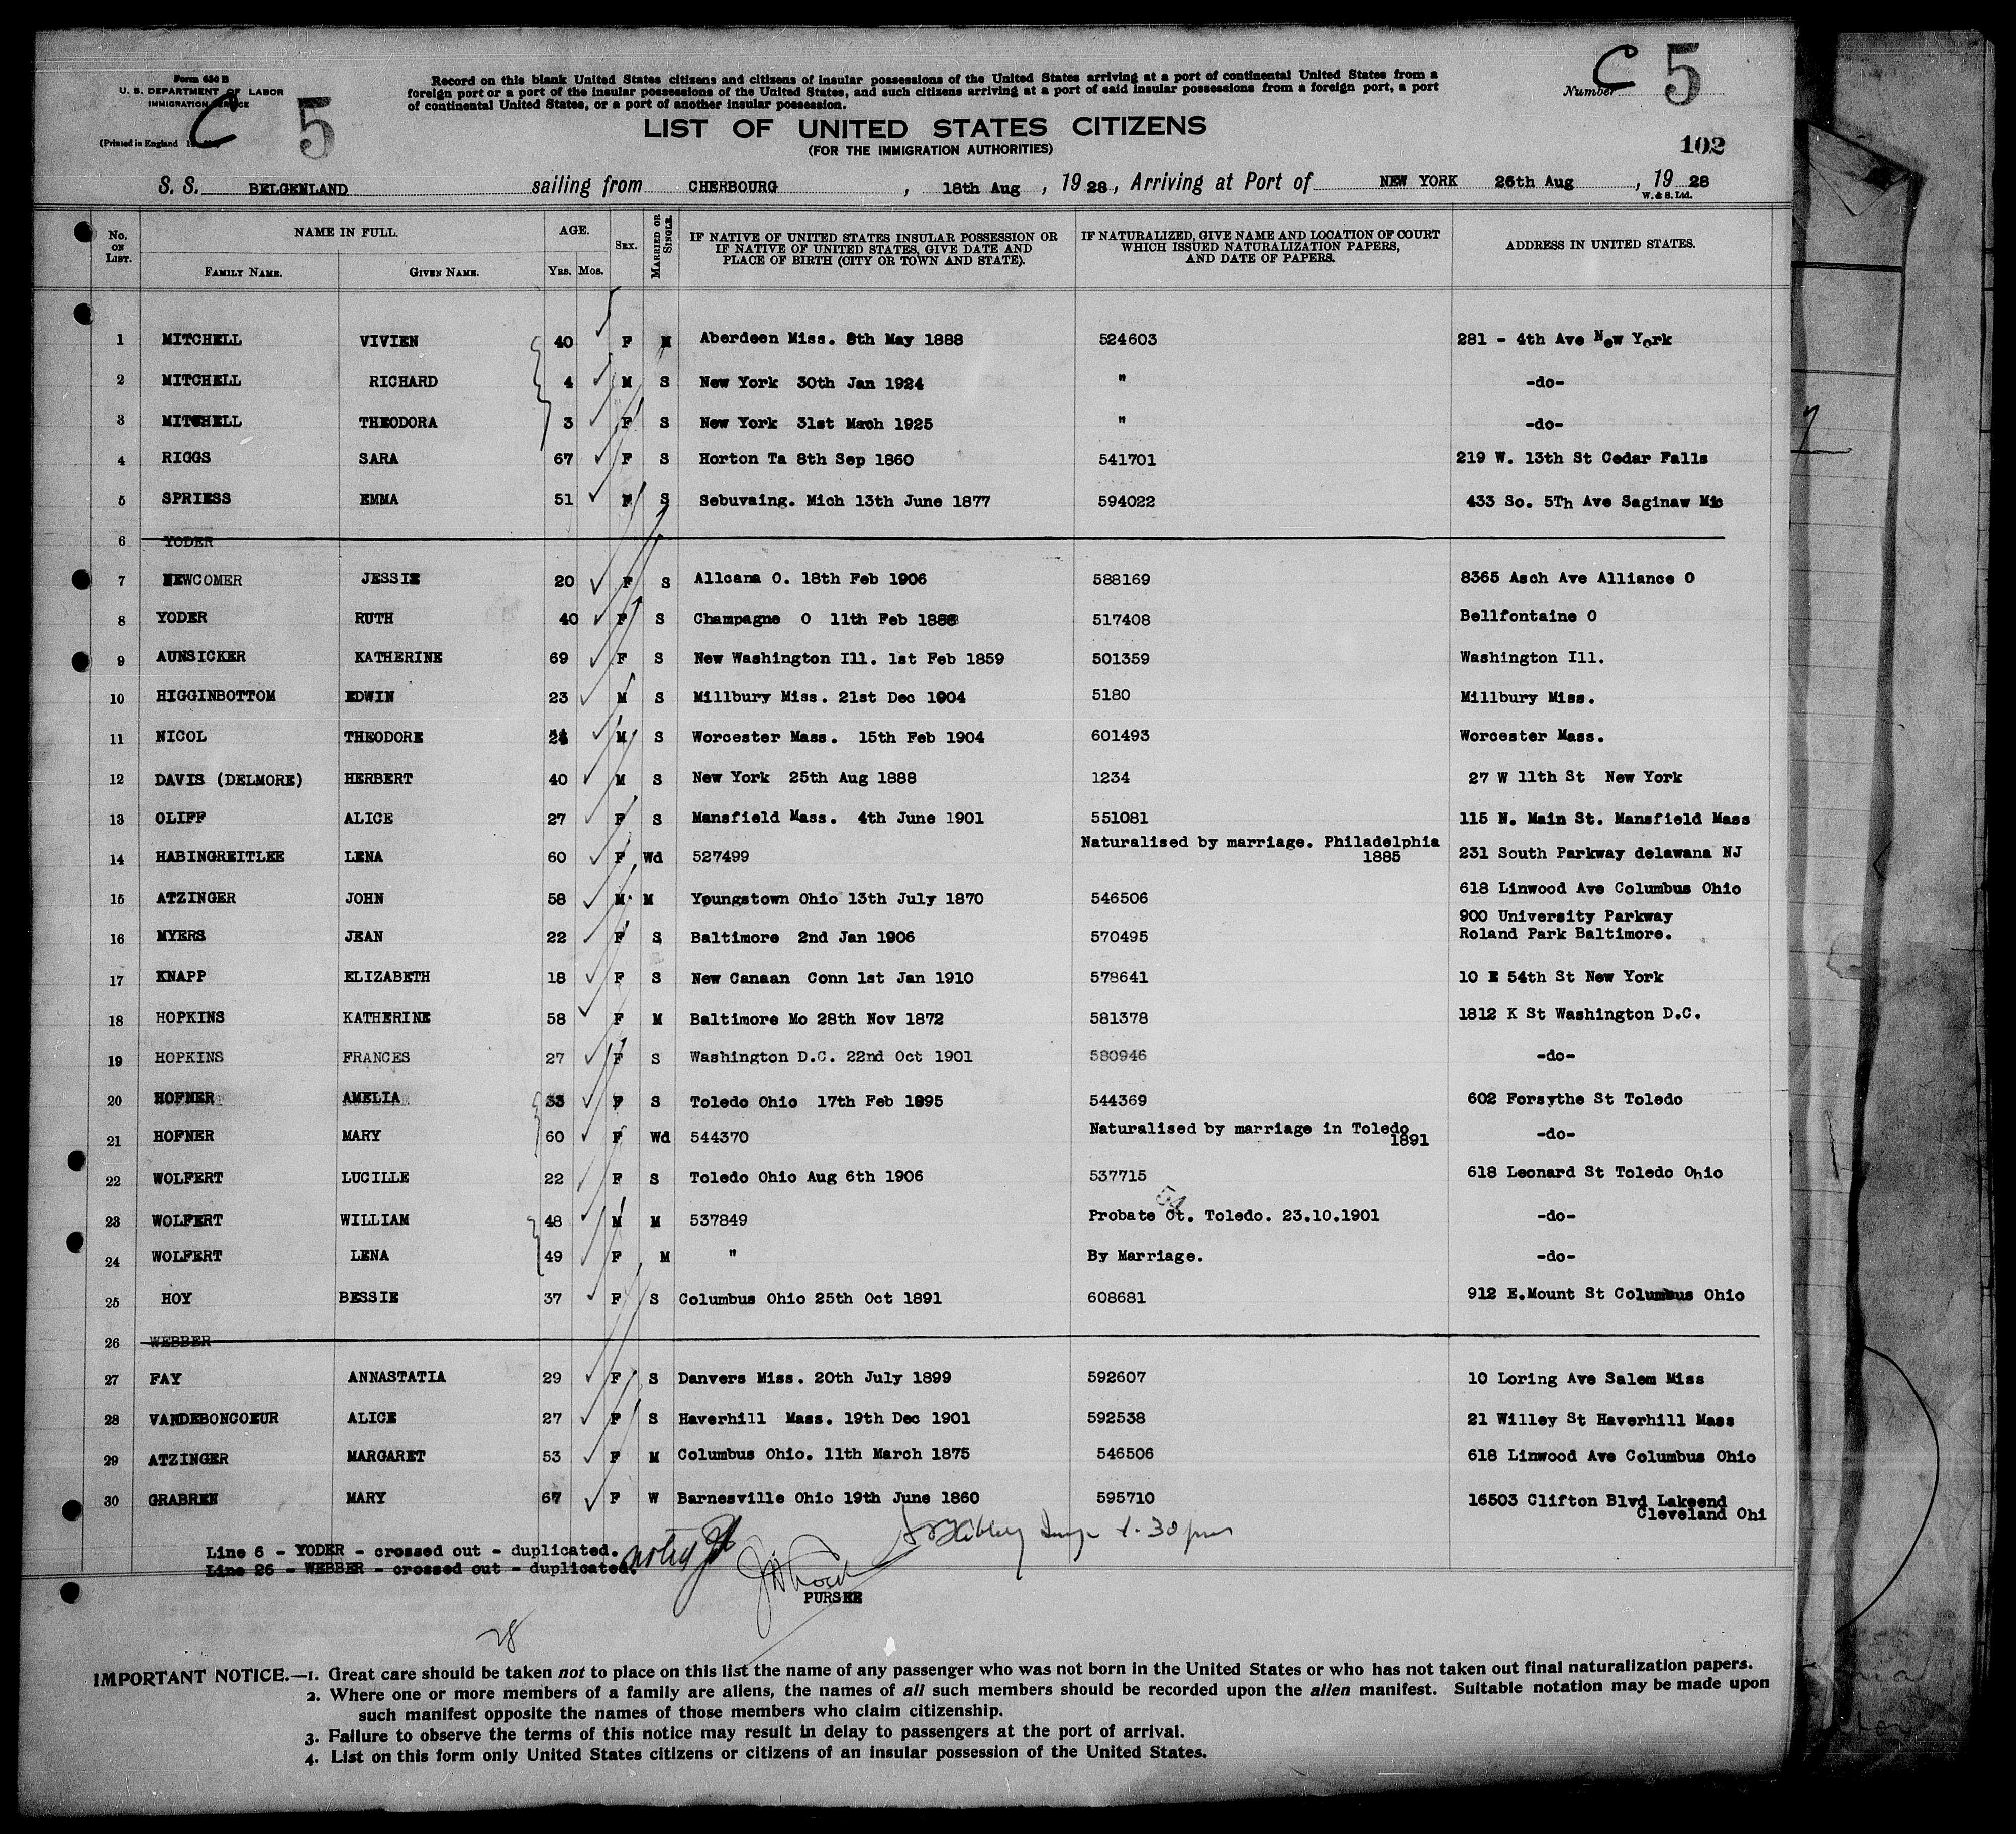 Form 630 B
U. S. DEPARTMENT OF LABOR
IMMIGRATION SERVICE
(Printed in England
C 5
Record on this blank United States citizens and citizens of insular possessions of the United States arriving at a port of continental United States from a
foreign port or a port of the insular possessions of the United States, and such citizens arriving at a port of said insular possessions from a foreign port, a port
of continental United States, or a port of another insular possession.
Number C 5
LIST OF UNITED STATES CITIZENS
(FOR THE IMMIGRATION AUTHORITIES)
102
S. S. BELGENLAND sailing from CHERBOURG , 18th Aug , 19 28 , Arriving at Port of NEW YORK 26th Aug , 19 28
W. & S. Ltd.
No. ON LIST. NAME IN FULL. AGE. SEX. MARRIED OR SINGLE. IF NATIVE OF UNITED STATES INSULAR POSSESSION OR IF NATIVE OF UNITED STATES, GIVE DATE AND PLACE OF BIRTH (CITY OR TOWN AND STATE). IF NATURALIZED, GIVE NAME AND LOCATION OF COURT WHICH ISSUED NATURALIZATION PAPERS, AND DATE OF PAPERS. ADDRESS IN UNITED STATES.
FAMILY NAME. GIVEN NAME. YRS. MOS.
1 MITCHELL VIVIEN 40 F M Aberdeen Miss. 8th May 1888 524603 281 - 4th Ave New York
2 MITCHELL RICHARD 4 M S New York 30th Jan 1924 " -do-
3 MITCHELL THEODORA 3 F S New York 31st Mach 1925 " -do-
4 RIGGS SARA 67 F S Horton Ta 8th Sep 1860 541701 219 W. 13th St Cedar Falls
5 SPRIESS EMMA 51 F S Sebuvaing. Mich 13th June 1877 594022 433 So. 5Th Ave Saginaw Mic
6 YODER
7 NEWCOMER JESSIE 20 F S Allcana O. 18th Feb 1906 588169 8365 Asch Ave Alliance O
8 YODER RUTH 40 F S Champagne O 11th Feb 1888 517408 Bellfontaine O
9 AUNSICKER KATHERINE 69 F S New Washington Ill. 1st Feb 1859 501359 Washington Ill.
10 HIGGINBOTTOM EDWIN 23 M S Millbury Miss. 21st Dec 1904 5180 Millbury Miss.
11 NICOL THEODORE 24 M S Worcester Mass. 15th Feb 1904 601493 Worcester Mass.
12 DAVIS (DELMORE) HERBERT 40 M S New York 25th Aug 1888 1234 27 W 11th St New York
13 OLIFF ALICE 27 F S Mansfield Mass. 4th June 1901 551081 115 N. Main St. Mansfield Mass
14 HABINGREITLEE LENA 60 F Wd 527499 Naturalised by marriage. Philadelphia 1885 231 South Parkway delawana NJ
15 ATZINGER JOHN 58 M M Youngstown Ohio 13th July 1870 546506 618 Linwood Ave Columbus Ohio
16 MYERS JEAN 22 F S Baltimore 2nd Jan 1906 570495 900 University Parkway Roland Park Baltimore.
17 KNAPP ELIZABETH 18 F S New Canaan Conn 1st Jan 1910 578641 10 E 54th St New York
18 HOPKINS KATHERINE 58 F M Baltimore Mo 28th Nov 1872 581378 1812 K St Washington D.C.
19 HOPKINS FRANCES 27 F S Washington D.C. 22nd Oct 1901 580946 -do-
20 HOFNER AMELIA 33 F S Toledo Ohio 17th Feb 1895 544369 602 Forsythe St Toledo
21 HOFNER MARY 60 F Wd 544370 Naturalised by marriage in Toledo 1891 -do-
22 WOLFERT LUCILLE 22 F S Toledo Ohio Aug 6th 1906 537715 618 Leonard St Toledo Ohio
23 WOLFERT WILLIAM 48 M M 537849 Probate Ct. Toledo. 23.10.1901 -do-
24 WOLFERT LENA 49 F M " By Marriage. -do-
25 HOY BESSIE 37 F S Columbus Ohio 25th Oct 1891 608681 912 E.Mount St Columbus Ohio
26 WEBBER
27 FAY ANNASTATIA 29 F S Danvers Miss. 20th July 1899 592607 10 Loring Ave Salem Miss
28 VANDEBONCOEUR ALICE 27 F S Haverhill Mass. 19th Dec 1901 592538 21 Willey St Haverhill Mass
29 ATZINGER MARGARET 53 F M Columbus Ohio. 11th March 1875 546506 618 Linwood Ave Columbus Ohio
30 GRABREN MARY 67 F W Barnesville Ohio 19th June 1860 595710 16503 Clifton Blvd Lakeend Cleveland Ohi
Line 6 - YODER - crossed out - duplicated.
Line 26 - WEBBER - crossed out - duplicated.
PURSER
28
IMPORTANT NOTICE.—1. Great care should be taken not to place on this list the name of any passenger who was not born in the United States or who has not taken out final naturalization papers.
2. Where one or more members of a family are aliens, the names of all such members should be recorded upon the alien manifest. Suitable notation may be made upon
such manifest opposite the names of those members who claim citizenship.
3. Failure to observe the terms of this notice may result in delay to passengers at the port of arrival.
4. List on this form only United States citizens or citizens of an insular possession of the United States.